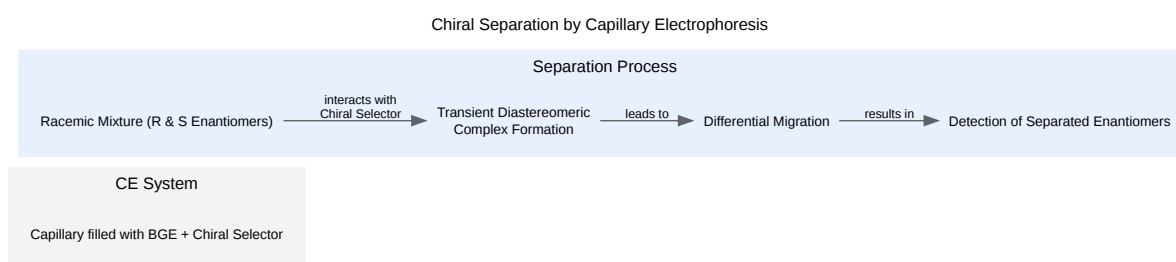 Chiral Separation by Capillary Electrophoresis
Separation Process
Racemic Mixture (R & S Enantiomers)
interacts with
Chiral Selector
Transient Diastereomeric
Complex Formation
leads to
Differential Migration
results in
Detection of Separated Enantiomers
CE System
Capillary filled with BGE + Chiral Selector